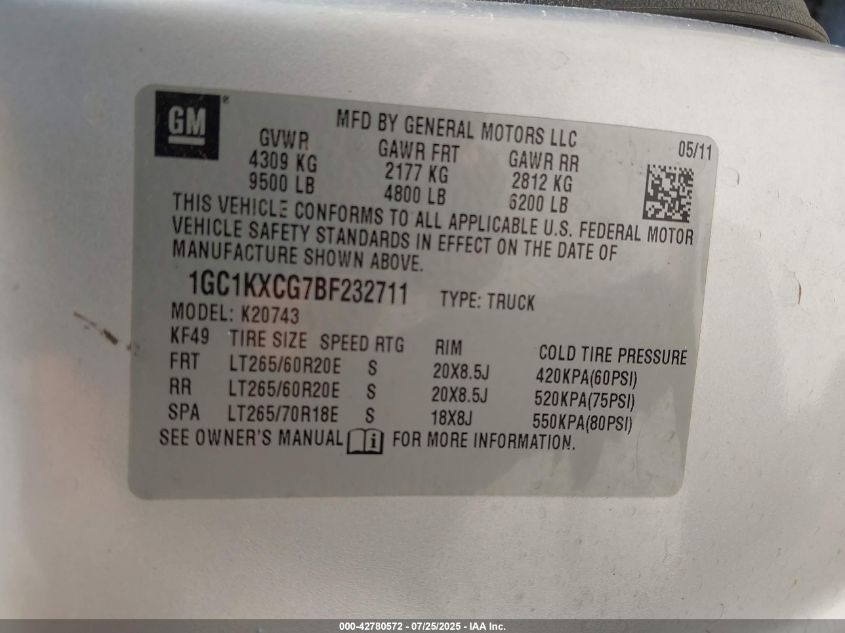 GM
MFD BY GENERAL MOTORS LLC
05/11
GVWR GAWR FRT GAWR RR
4309 KG 2177 KG 2812 KG
9500 LB 4800 LB 6200 LB
THIS VEHICLE CONFORMS TO ALL APPLICABLE U.S. FEDERAL MOTOR
VEHICLE SAFETY STANDARDS IN EFFECT ON THE DATE OF
MANUFACTURE SHOWN ABOVE.
1GC1KXCG7BF232711 TYPE: TRUCK
MODEL: K20743
KF49 TIRE SIZE SPEED RTG RIM COLD TIRE PRESSURE
FRT LT265/60R20E S 20X8.5J 420KPA(60PSI)
RR LT265/60R20E S 20X8.5J 520KPA(75PSI)
SPA LT265/70R18E S 18X8J 550KPA(80PSI)
SEE OWNER'S MANUAL FOR MORE INFORMATION.
000-42780572 - 07/25/2025 - IAA Inc.